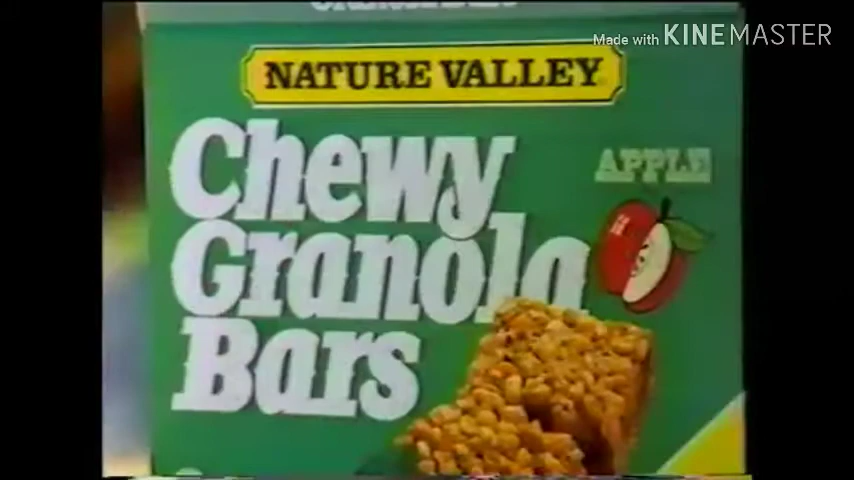 Made with KINEMASTER
NATURE VALLEY
Chewy
Granola
Bars
APPLE